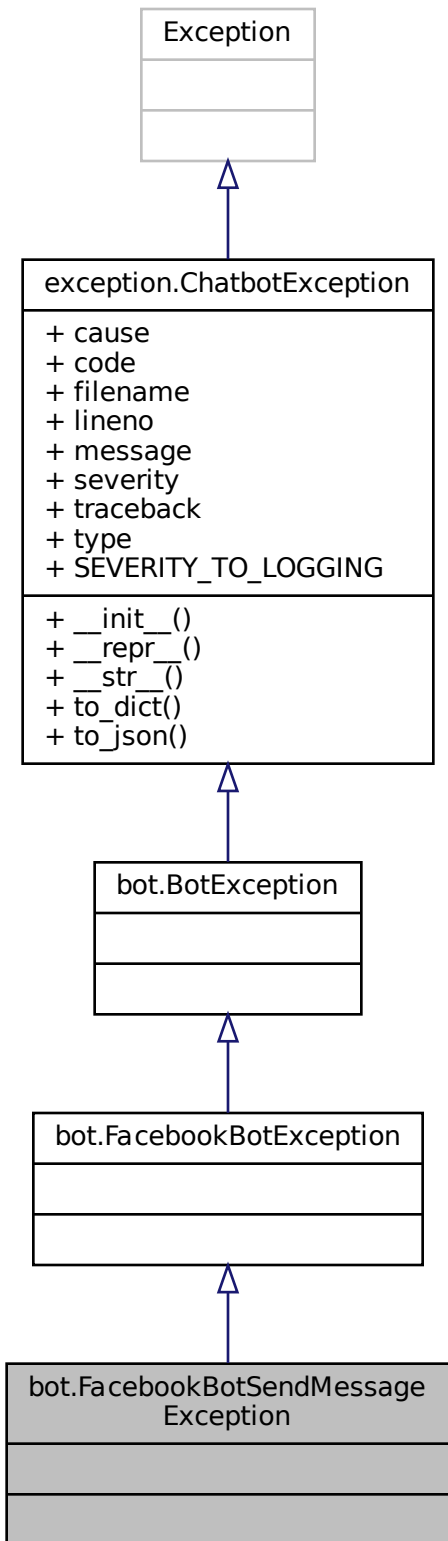 Exception
exception.ChatbotException
+ cause
+ code
+ filename
+ lineno
+ message
+ severity
+ traceback
+ type
+ SEVERITY_TO_LOGGING
+ __init__()
+ __repr__()
+ __str__()
+ to_dict()
+ to_json()
bot.BotException
bot.FacebookBotException
bot.FacebookBotSendMessage
Exception